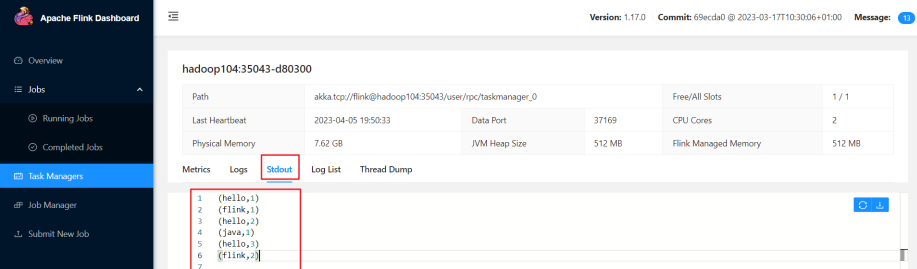 Apache Flink Dashboard
Version: 1.17.0 Commit: 69ecda0 @ 2023-03-17T10:30:06+01:00 Message: 13
Overview
Jobs
Running Jobs
Completed Jobs
Task Managers
Job Manager
Submit New Job
hadoop104:35043-d80300
Path akka.tcp://flink@hadoop104:35043/user/rpc/taskmanager_0 Free/All Slots 1 / 1
Last Heartbeat 2023-04-05 19:50:33 Data Port 37169 CPU Cores 2
Physical Memory 7.62 GB JVM Heap Size 512 MB Flink Managed Memory 512 MB
Metrics Logs Stdout Log List Thread Dump
1 (hello,1)
2 (flink,1)
3 (hello,2)
4 (java,1)
5 (hello,3)
6 (flink,2)
7